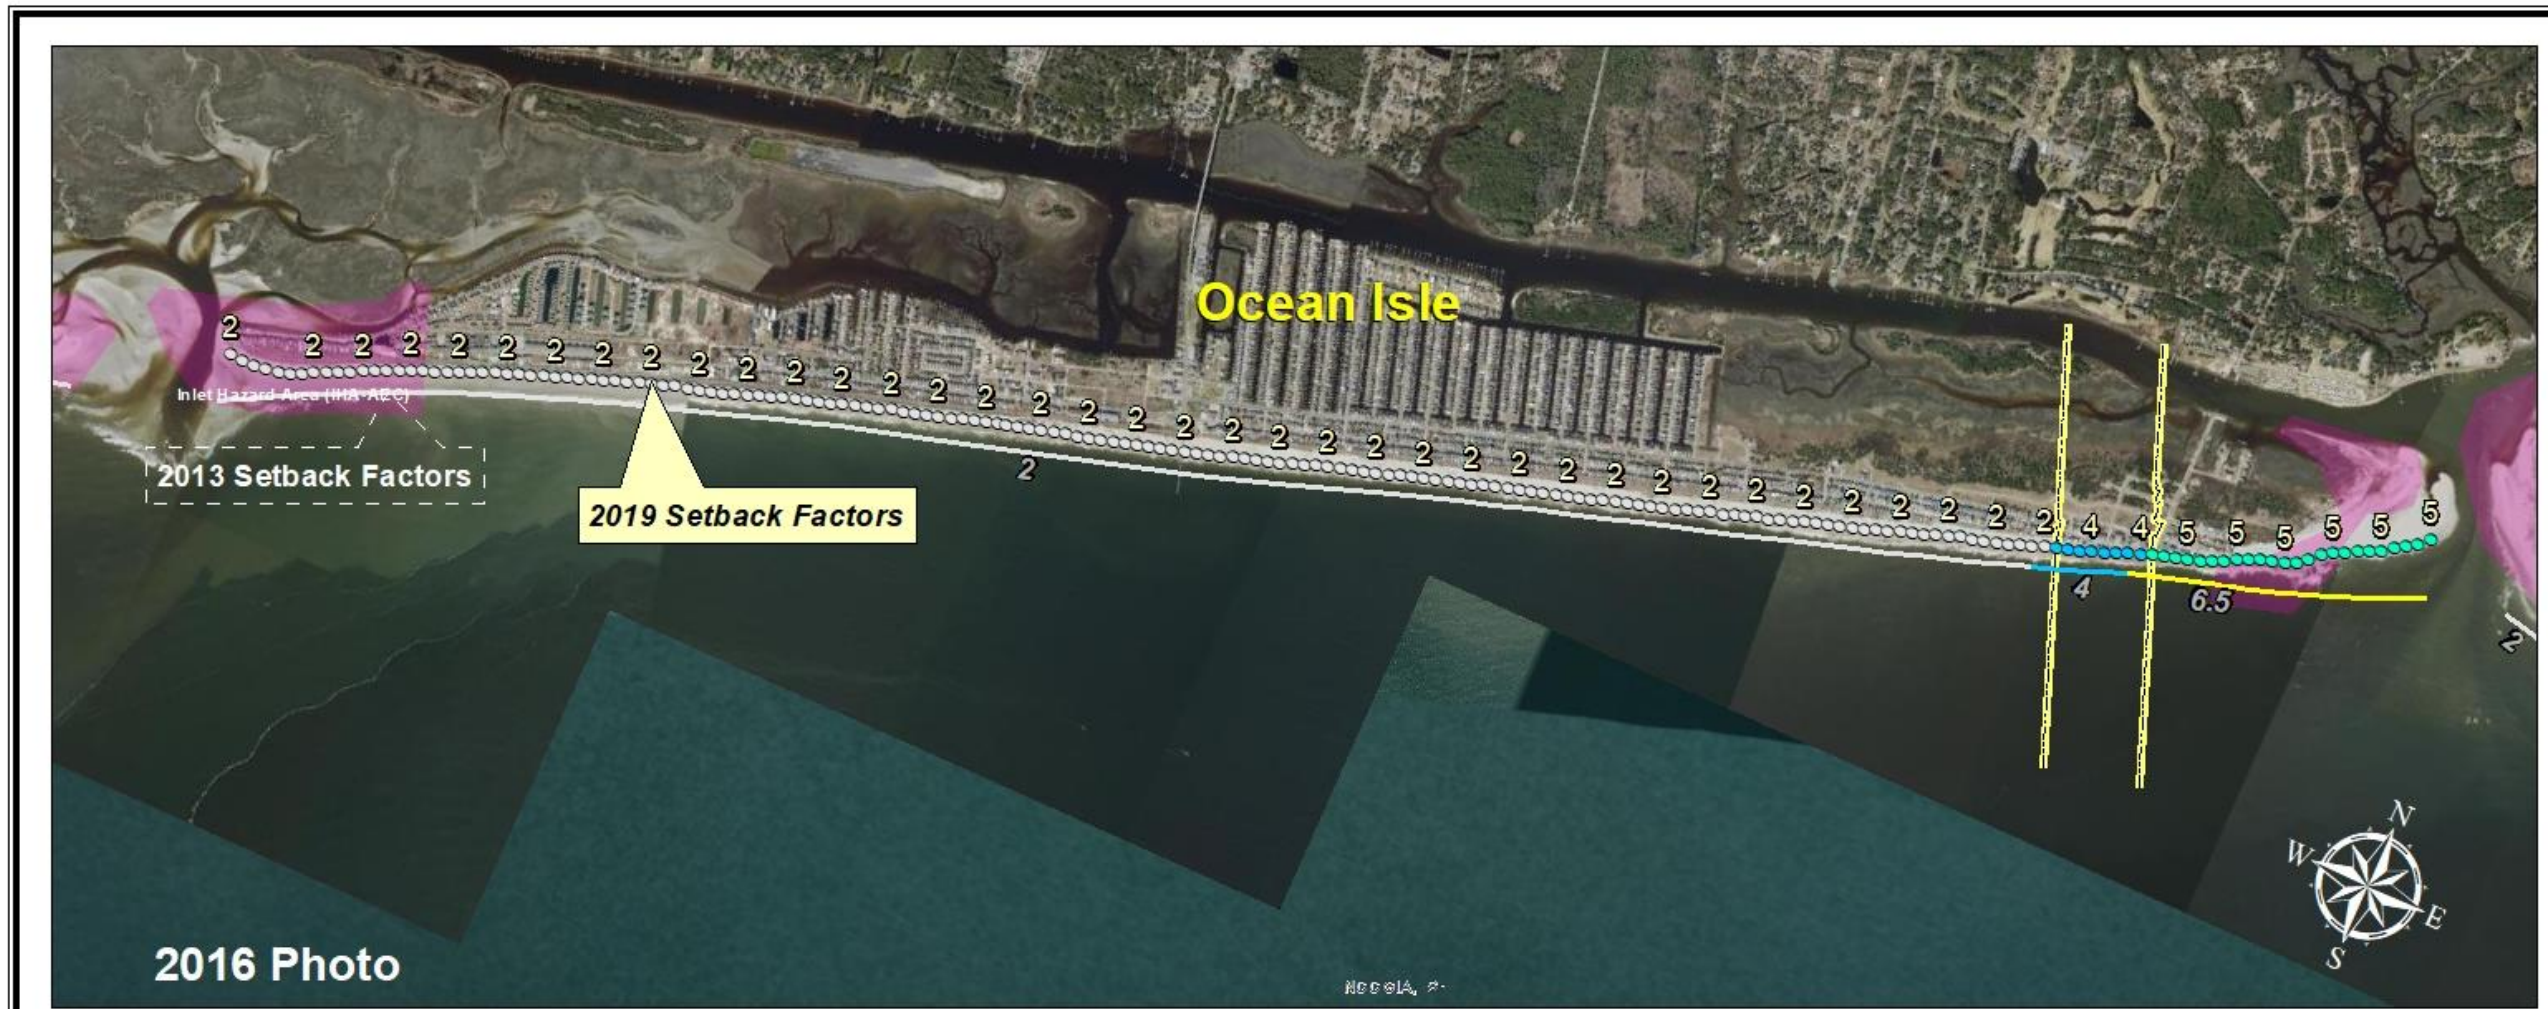 Ocean Isle
2 2 2 2 2 2 2 2 2 2 2 2 2 2 2 2 2 2 2 2 2 2 2 2 2 2 2 2 2 2 2 2 2 2 2 2 2 2 4 4 5 5 5 5 5 5
Inlet Hazard Area (IHA-AEC)
2013 Setback Factors
2019 Setback Factors
2
4
6.5
2
N
W
E
S
2016 Photo